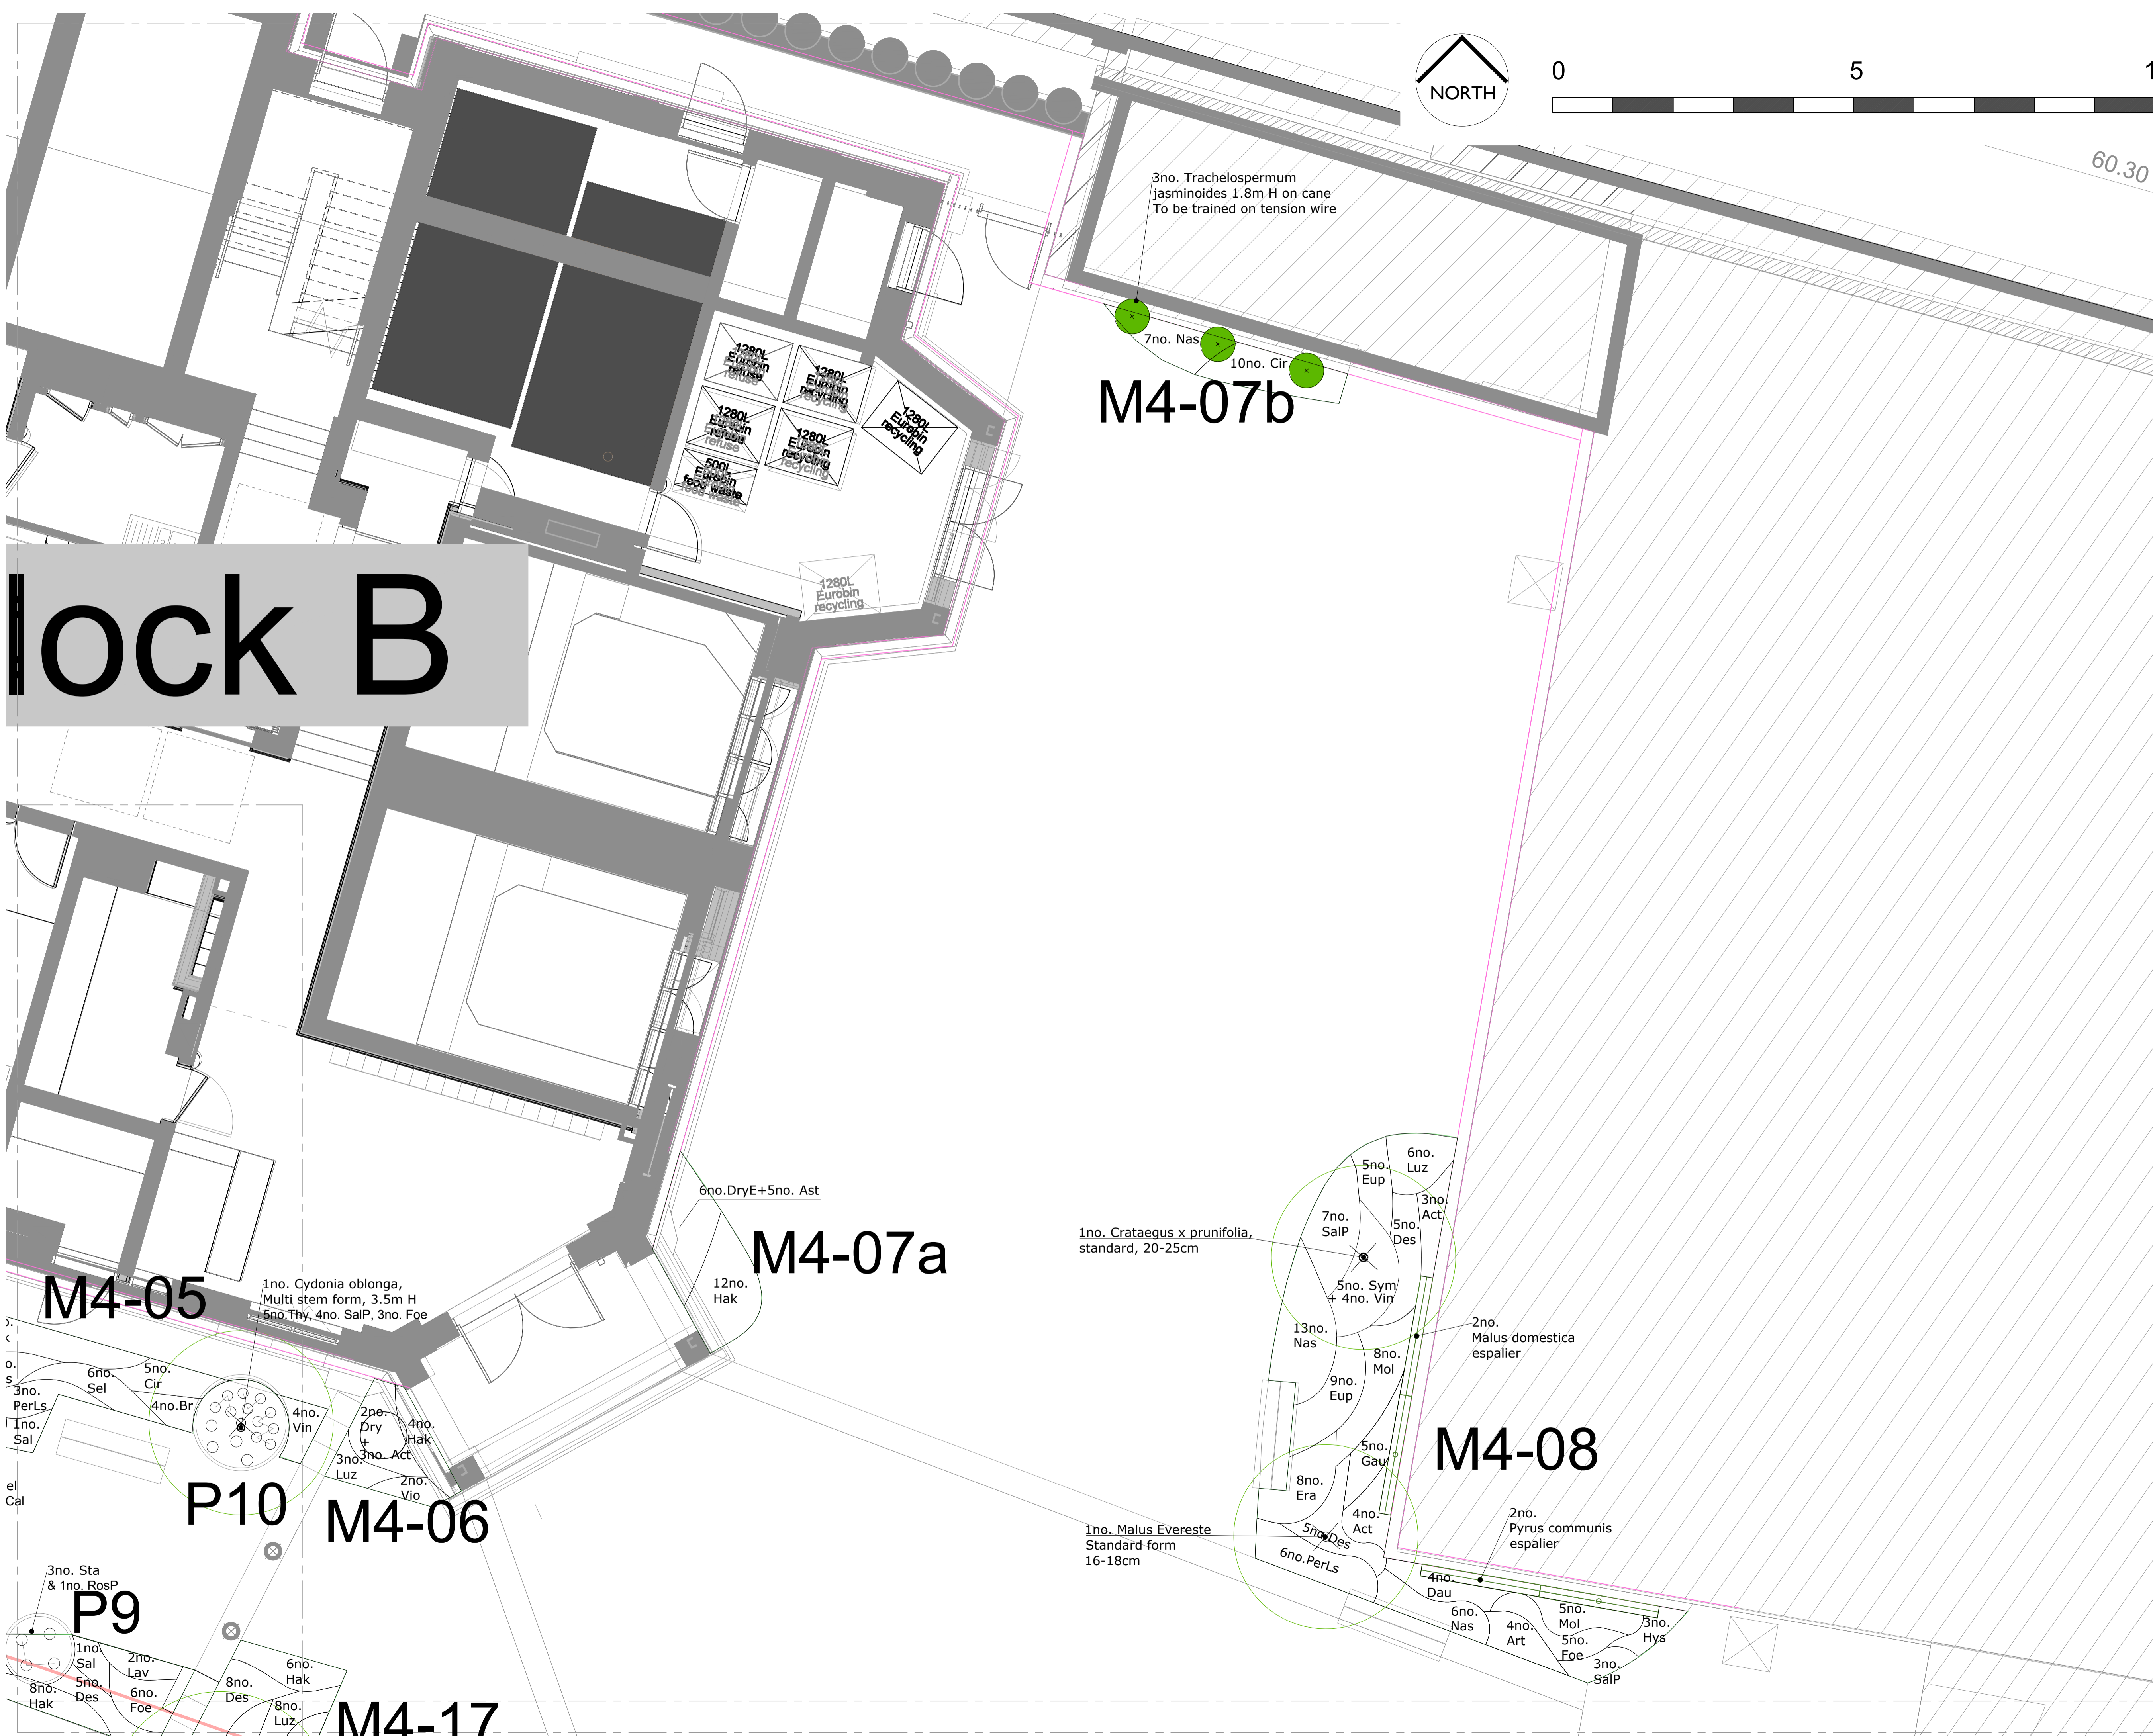 NORTH
0
5
1
60.30
3no. Trachelospermum
jasminoides 1.8m H on cane
To be trained on tension wire
7no. Nas
10no. Cir
M4-07b
1280L
Eurobin
refuse
1280L
Eurobin
recycling
1280L
Eurobin
recycling
1280L
Eurobin
refuse
1280L
Eurobin
recycling
500L
Eurobin
food waste
1280L
Eurobin
recycling
lock B
6no.DryE+5no. Ast
M4-07a
12no.
Hak
1no. Crataegus x prunifolia,
standard, 20-25cm
6no.
Luz
5no.
Eup
3no.
Act
7no.
SalP
5no.
Des
5no. Sym
+ 4no. Vin
13no.
Nas
8no.
Mol
9no.
Eup
2no.
Malus domestica
espalier
M4-08
5no.
Gau
8no.
Era
4no.
Act
5no.Des
6no.PerLs
1no. Malus Evereste
Standard form
16-18cm
2no.
Pyrus communis
espalier
4no.
Dau
6no.
Nas
4no.
Art
5no.
Mol
5no.
Foe
3no.
Hys
3no.
SalP
M4-05
1no. Cydonia oblonga,
Multi stem form, 3.5m H
5no.Thy, 4no. SalP, 3no. Foe
5no.
Cir
6no.
Sel
4no.Br
3no.
PerLs
1no.
Sal
4no.
Vin
2no.
Dry
+
3no. Act
4no.
Hak
3no.
Luz
2no.
Vio
P10
M4-06
el
Cal
3no. Sta
& 1no. RosP
P9
1no.
Sal
2no.
Lav
5no.
Des
6no.
Foe
8no.
Hak
8no.
Des
6no.
Hak
8no.
Luz
M4-17